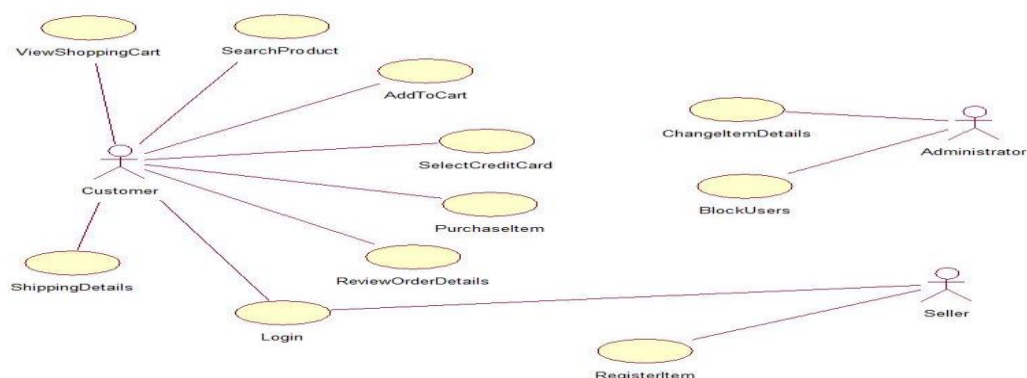 ViewShoppingCart
SearchProduct
AddToCart
ChangeItemDetails
Administrator
SelectCreditCard
Customer
BlockUsers
PurchaseItem
ShippingDetails
ReviewOrderDetails
Login
Seller
RegisterItem